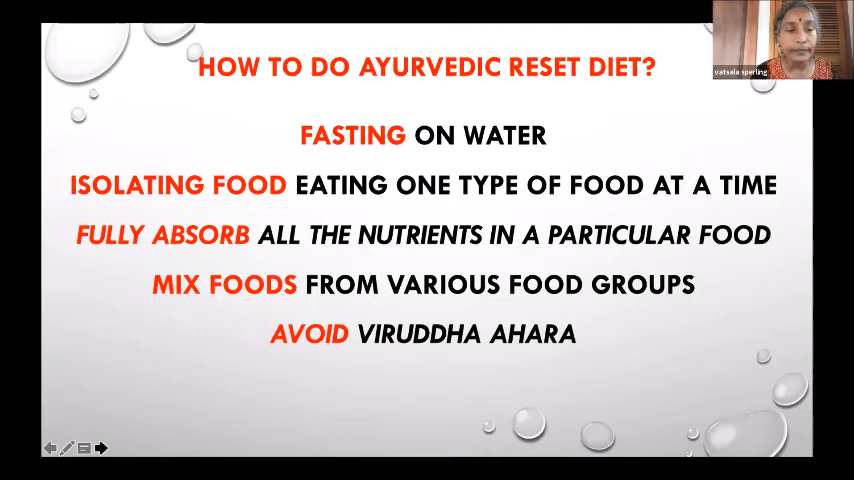 HOW TO DO AYURVEDIC RESET DIET?
vatsala sperling
FASTING ON WATER
ISOLATING FOOD EATING ONE TYPE OF FOOD AT A TIME
FULLY ABSORB ALL THE NUTRIENTS IN A PARTICULAR FOOD
MIX FOODS FROM VARIOUS FOOD GROUPS
AVOID VIRUDDHA AHARA